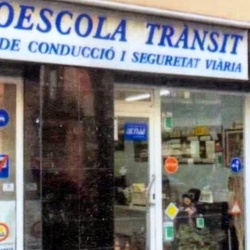 OESCOLA TRÀNSIT
DE CONDUCCIÓ I SEGURETAT VIÀRIA